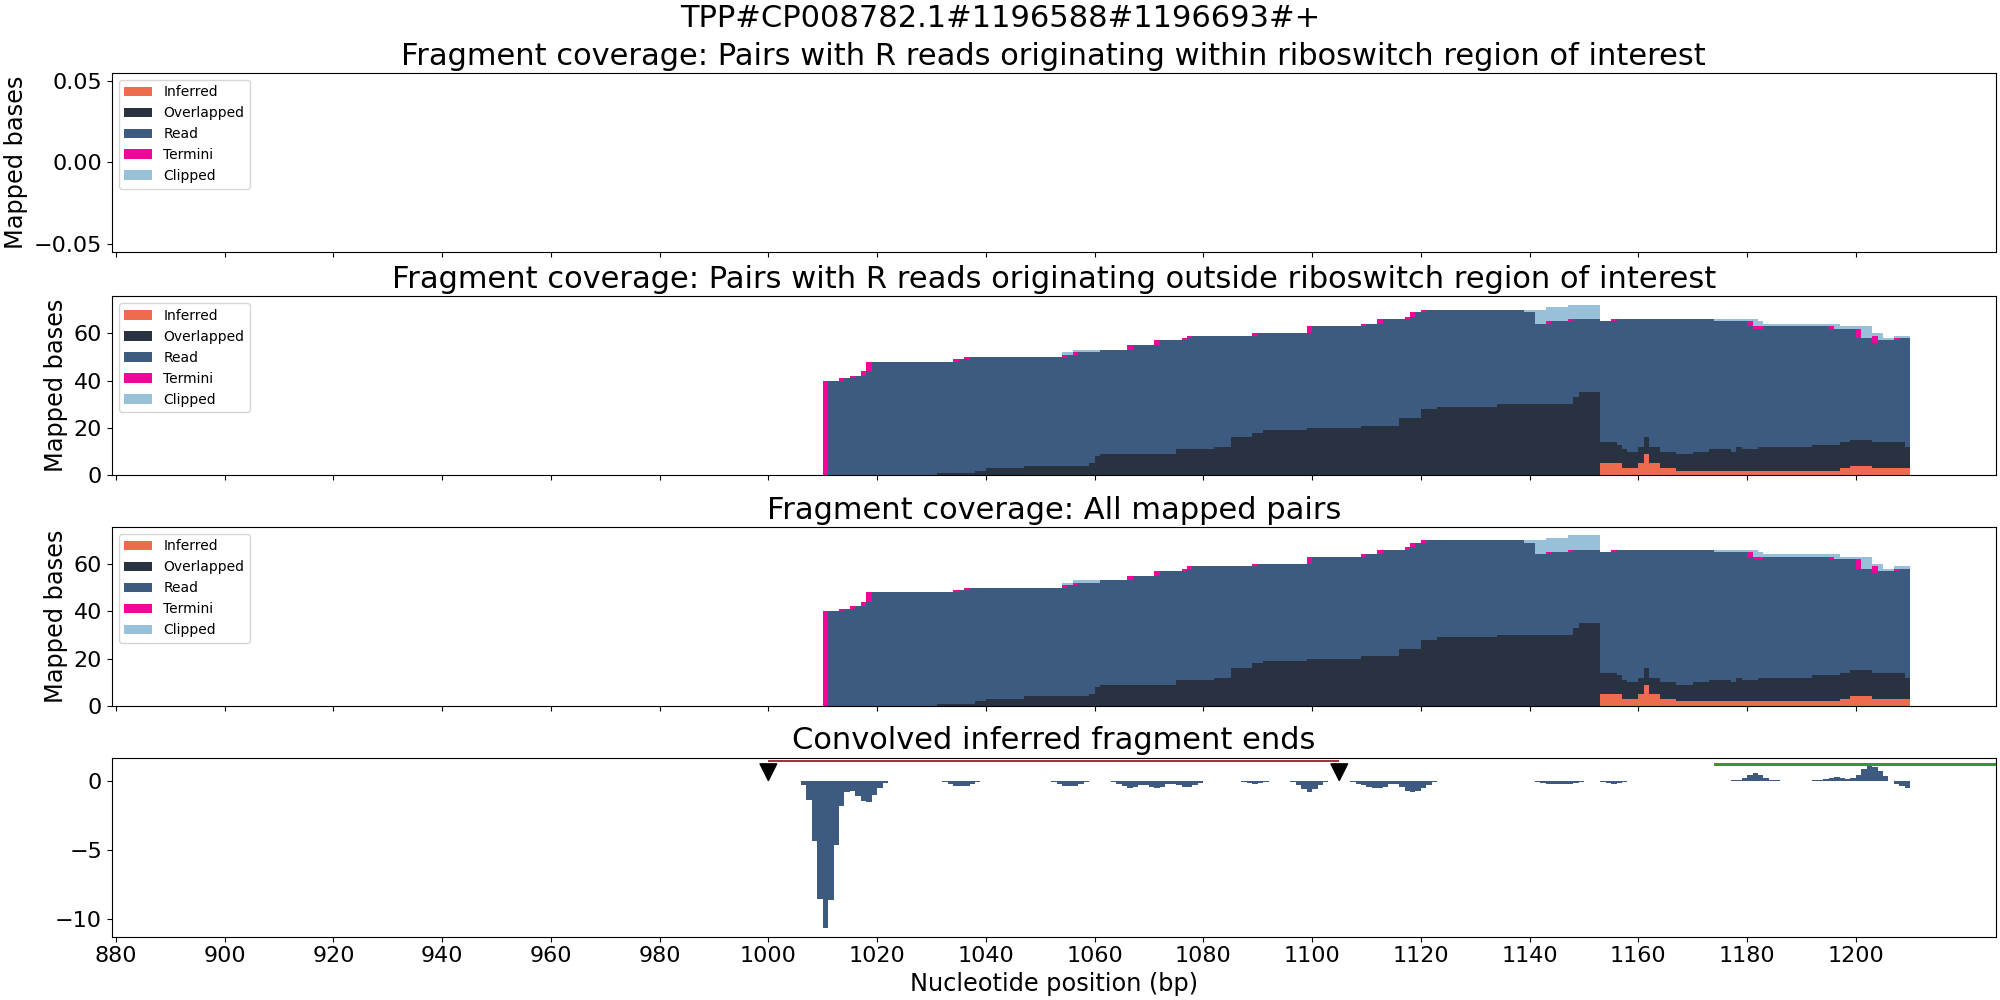 TPP#CP008782.1#1196588#1196693#+
Fragment coverage: Pairs with R reads originating within riboswitch region of interest
Mapped bases
0.05
0.00
−0.05
Inferred
Overlapped
Read
Termini
Clipped
Fragment coverage: Pairs with R reads originating outside riboswitch region of interest
Mapped bases
60
40
20
0
Inferred
Overlapped
Read
Termini
Clipped
Fragment coverage: All mapped pairs
Mapped bases
60
40
20
0
Inferred
Overlapped
Read
Termini
Clipped
Convolved inferred fragment ends
0
−5
−10
880 900 920 940 960 980 1000 1020 1040 1060 1080 1100 1120 1140 1160 1180 1200
Nucleotide position (bp)